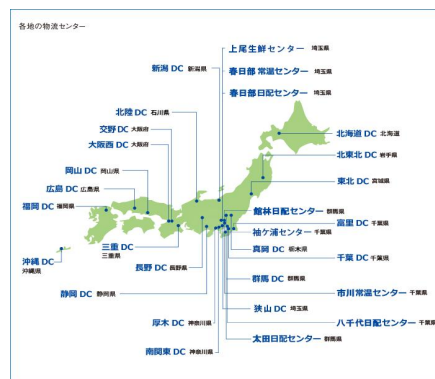 各地の物流センター
上尾生鮮センター 埼玉県
新潟 DC 新潟県
春日部 常温センター 埼玉県
春日部 日配センター 埼玉県
北陸 DC 石川県
交野 DC 大阪府
大阪西 DC 大阪府
北海道 DC 北海道
北東北 DC 岩手県
岡山 DC 岡山県
東北 DC 宮城県
広島 DC 広島県
福岡 DC 福岡県
館林日配センター 群馬県
富里 DC 千葉県
袖ケ浦センター 千葉県
三重 DC
三重県
真岡 DC 栃木県
千葉 DC 千葉県
沖縄 DC
沖縄県
長野 DC 長野県
群馬 DC 群馬県
静岡 DC 静岡県
市川常温センター 千葉県
狭山 DC 埼玉県
厚木 DC 神奈川県
八千代日配センター 千葉県
南関東 DC 神奈川県
太田日配センター 群馬県